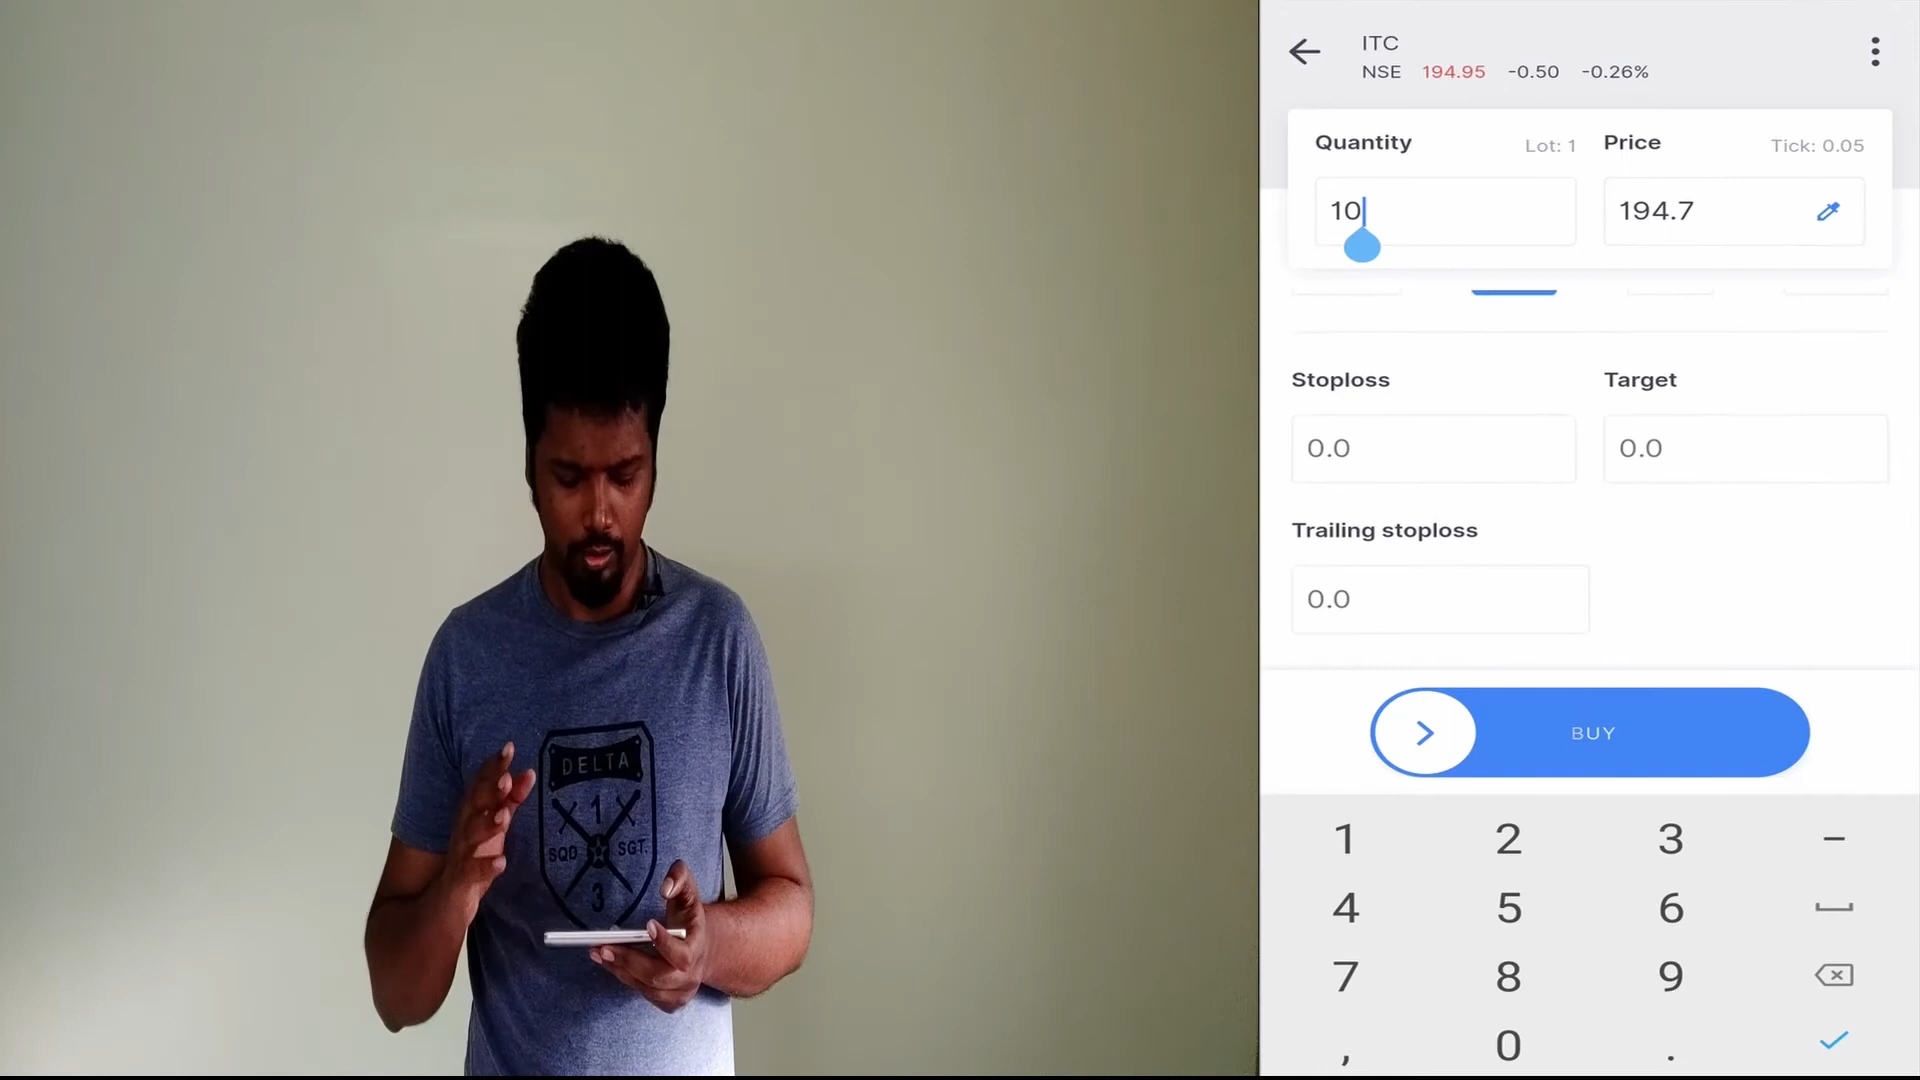 ITC
NSE 194.95 -0.50 -0.26%
Quantity Lot: 1 Price Tick: 0.05
10 194.7
Stoploss Target
0.0 0.0
Trailing stoploss
0.0
BUY
1 2 3 -
4 5 6
7 8 9
, 0 .
DELTA
1
SQD SGT.
3